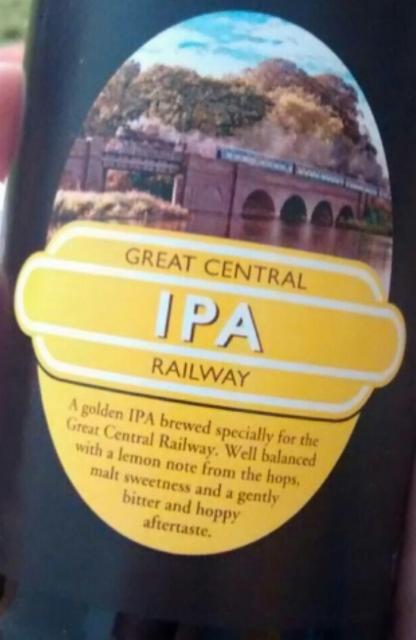 GREAT CENTRAL
IPA
RAILWAY
A golden IPA brewed specially for the
Great Central Railway. Well balanced
with a lemon note from the hops,
malt sweetness and a gently
bitter and hoppy
aftertaste.